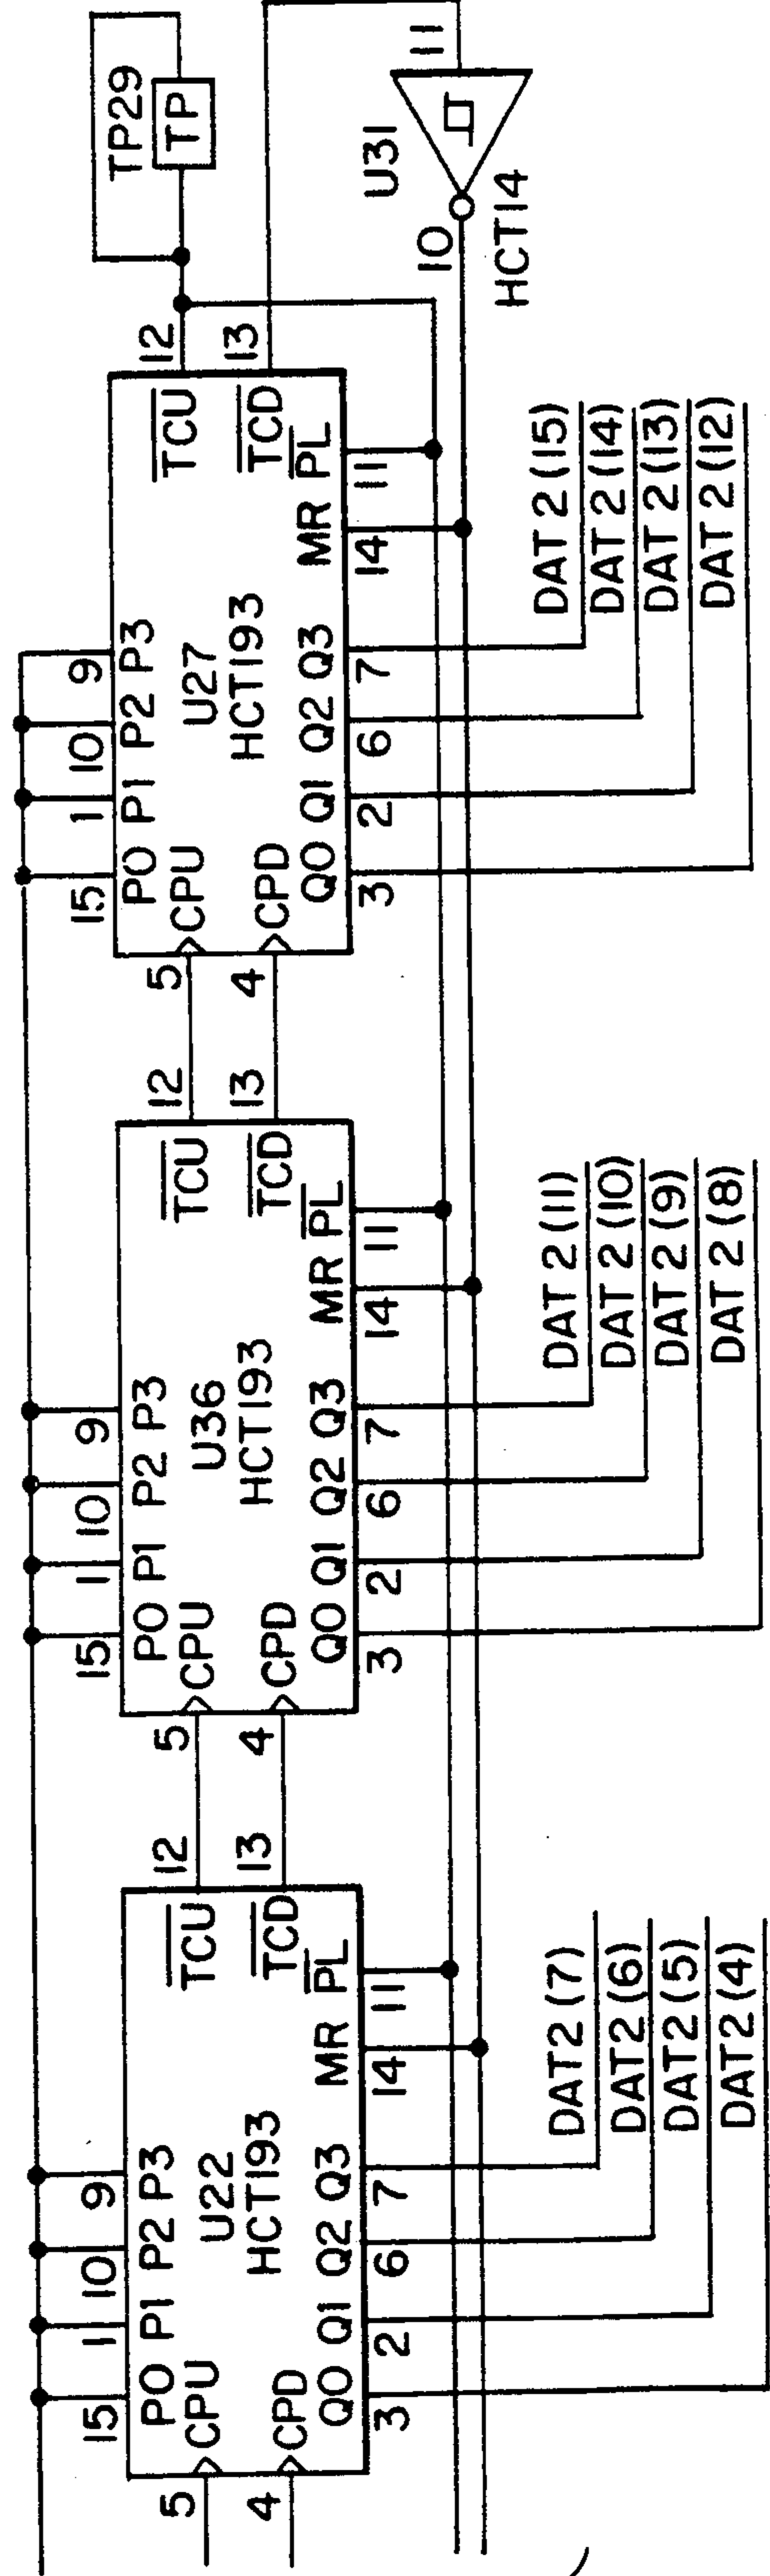 TP29
TP
12
13
TCU
TCD
PL
11
MR
14
9
P3
10
P2
1
P1
15
P0
U27
HCT193
CPU
CPD
5
4
Q3
7
Q2
6
Q1
2
Q0
3
U31
11
10
HCT14
DAT 2 (15)
DAT 2 (14)
DAT 2 (13)
DAT 2 (12)
12
13
TCU
TCD
PL
11
MR
14
9
P3
10
P2
1
P1
15
P0
U36
HCT193
CPU
CPD
5
4
Q3
7
Q2
6
Q1
2
Q0
3
DAT 2 (11)
DAT 2 (10)
DAT 2 (9)
DAT 2 (8)
12
13
TCU
TCD
PL
11
MR
14
9
P3
10
P2
1
P1
15
P0
U22
HCT193
CPU
CPD
5
4
Q3
7
Q2
6
Q1
2
Q0
3
DAT2 (7)
DAT2 (6)
DAT2 (5)
DAT2 (4)